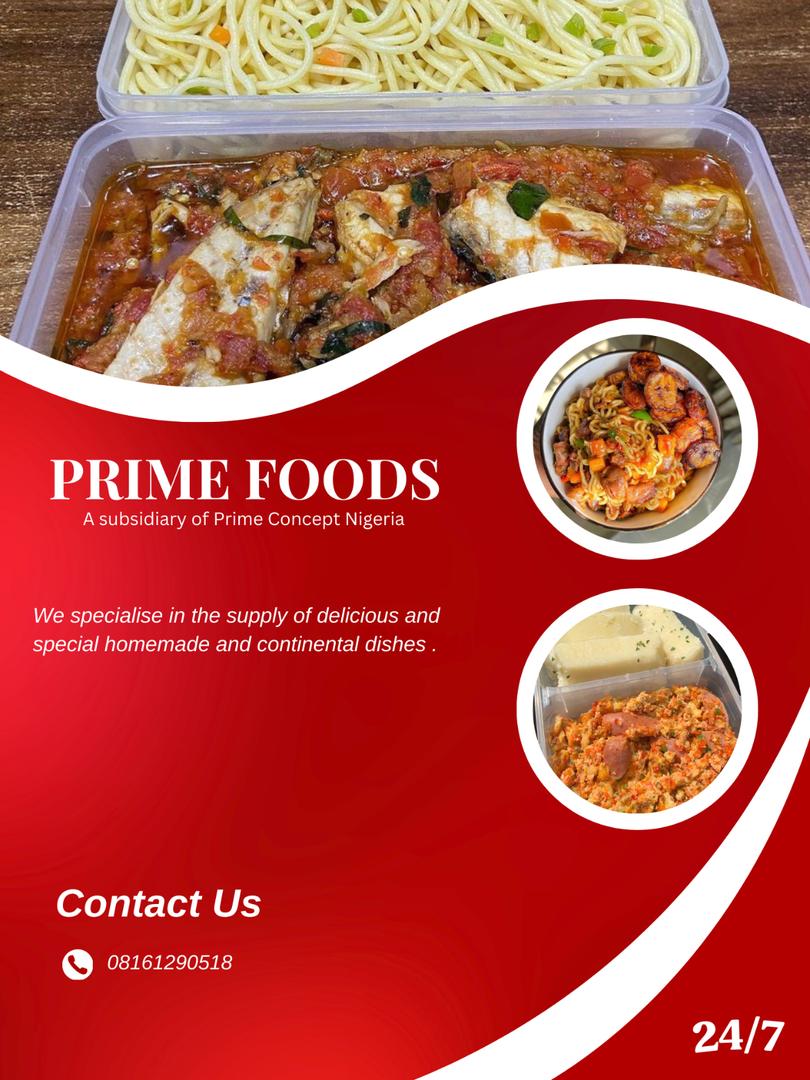 PRIME FOODS
A subsidiary of Prime Concept Nigeria
We specialise in the supply of delicious and
special homemade and continental dishes .
Contact Us
08161290518
24/7